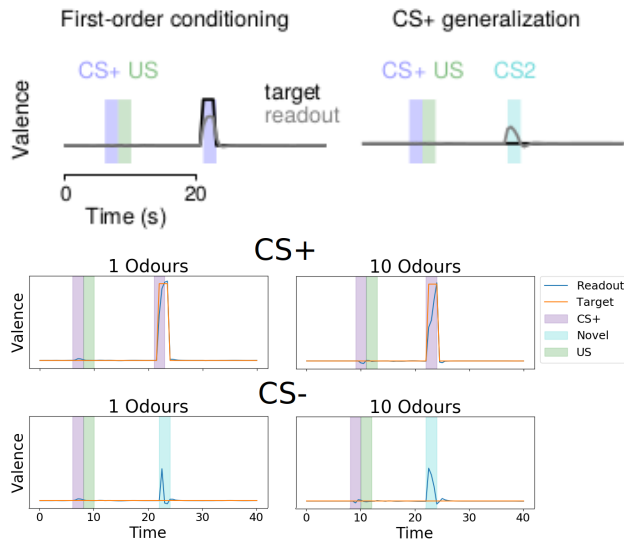 First-order conditioning CS+ generalization
CS+ US CS+ US CS2
target
readout
Valence
0 20
Time (s)
CS+
1 Odours 10 Odours
Valence
Readout
Target
CS+
Novel
US
CS-
1 Odours 10 Odours
Valence
0 10 20 30 40 0 10 20 30 40
Time Time